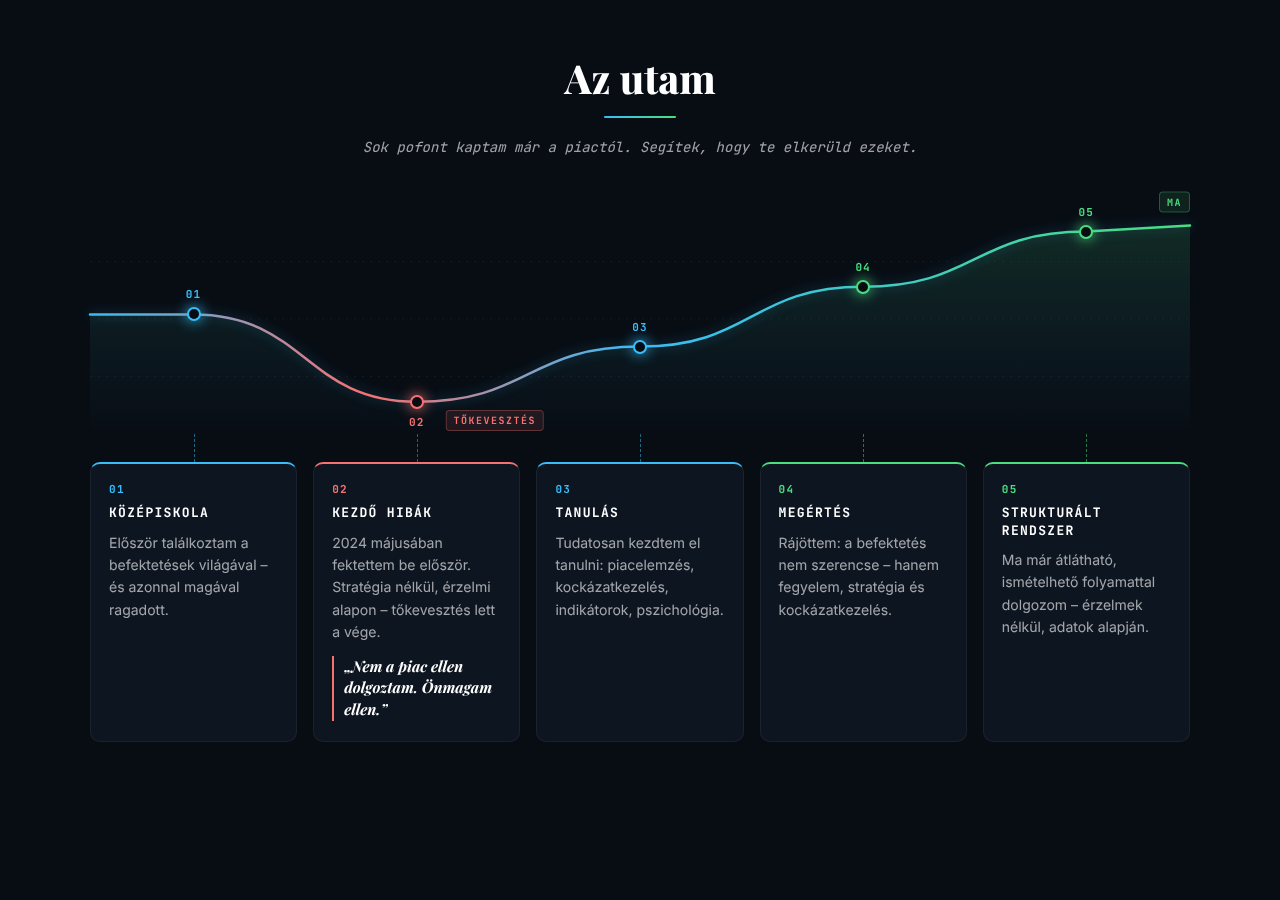 Az utam
Sok pofont kaptam már a piactól. Segítek, hogy te elkerüld ezeket.
MA
05
04
01
03
02
TŐKEVESZTÉS
01
KÖZÉPISKOLA
Először találkoztam a
befektetések világával –
és azonnal magával
ragadott.
02
KEZDŐ HIBÁK
2024 májusában
fektettem be először.
Stratégia nélkül, érzelmi
alapon – tőkevesztés lett
a vége.
„Nem a piac ellen
dolgoztam. Önmagam
ellen.”
03
TANULÁS
Tudatosan kezdtem el
tanulni: piacelemzés,
kockázatkezelés,
indikátorok, pszichológia.
04
MEGÉRTÉS
Rájöttem: a befektetés
nem szerencse – hanem
fegyelem, stratégia és
kockázatkezelés.
05
STRUKTURÁLT
RENDSZER
Ma már átlátható,
ismételhető folyamattal
dolgozom – érzelmek
nélkül, adatok alapján.